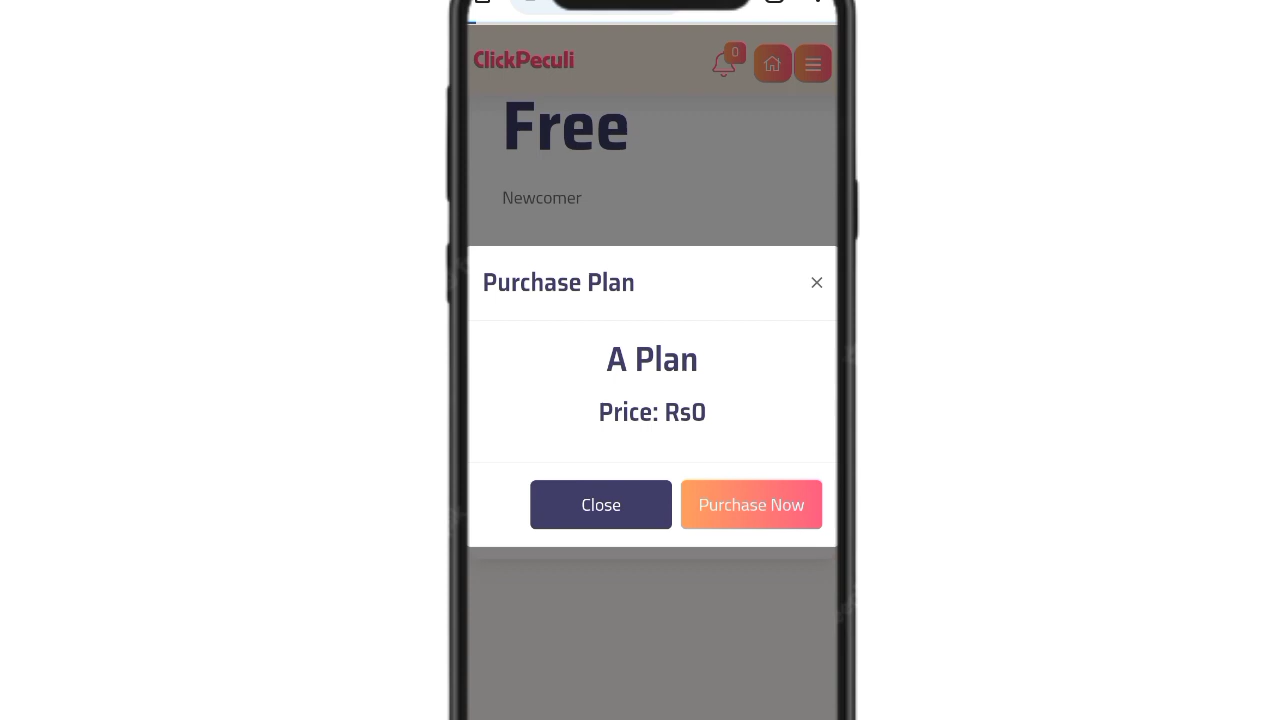 ClickPeculi
0
Free
Newcomer
Purchase Plan
×
A Plan
Price: Rs0
Close
Purchase Now